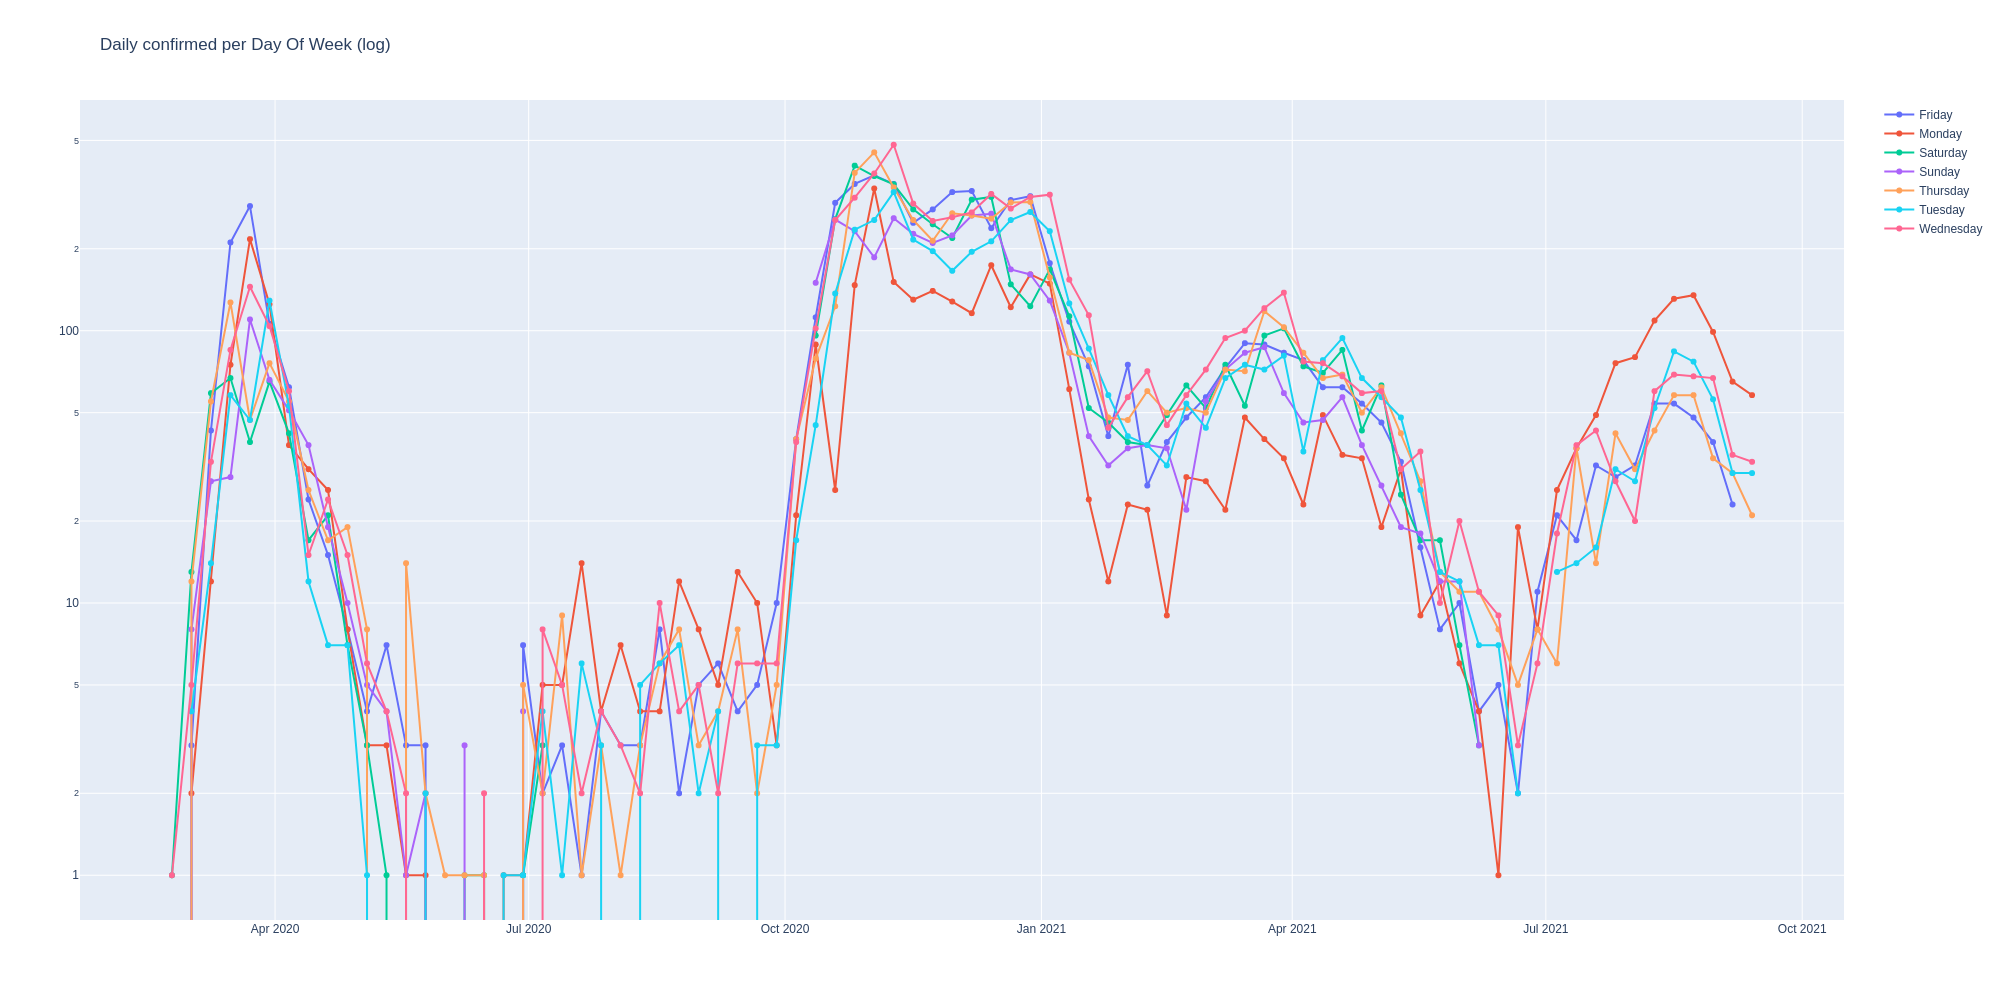 Daily confirmed per Day Of Week (log)
5
2
100
5
2
10
5
2
1
Apr 2020
Jul 2020
Oct 2020
Jan 2021
Apr 2021
Jul 2021
Oct 2021
Friday
Monday
Saturday
Sunday
Thursday
Tuesday
Wednesday